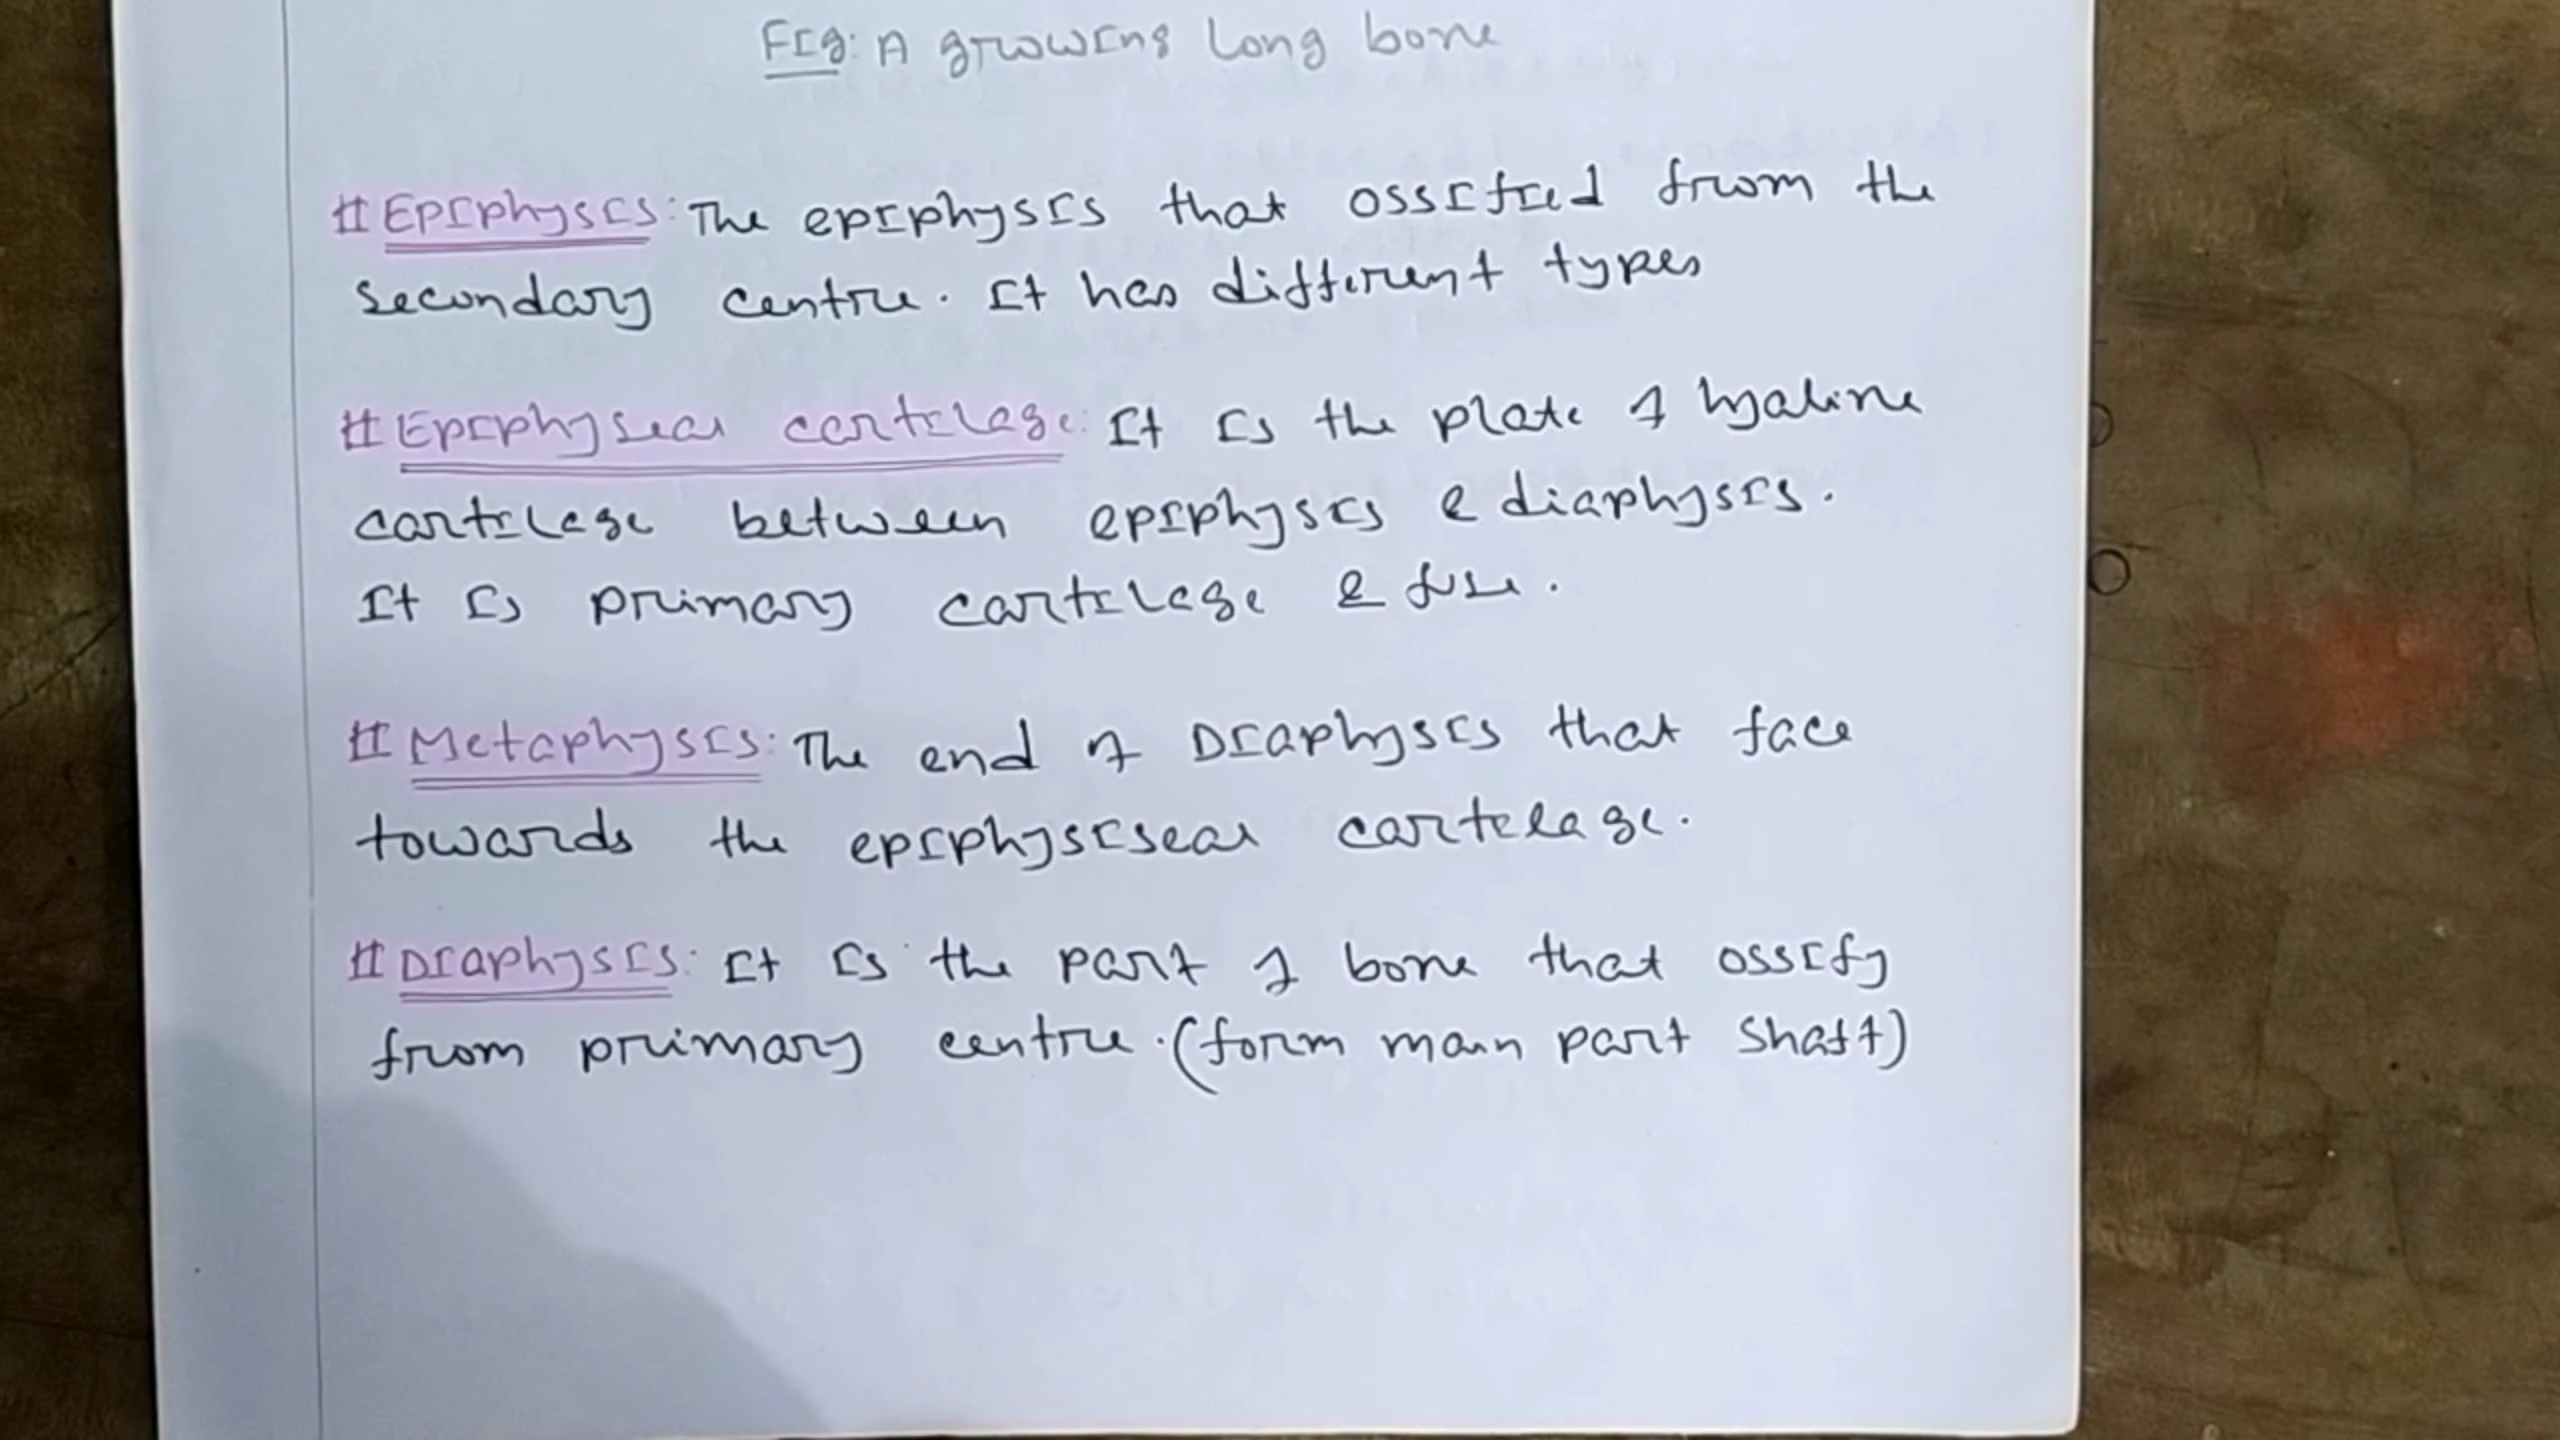 Fig: A growing Long bone
# Epiphysis: The epiphysis that ossified from the
secondary centre. It has different types
# Epiphyseal cartilage: It is the plate of hyaline
cartilage between epiphysis & diaphysis.
It is primary cartilage & fuse.
# Metaphysis: The end of Diaphysis that face
towards the epiphysiseal cartelage.
# Diaphysis: It is the part of bone that ossify
from primary centre. (form main part shaft)